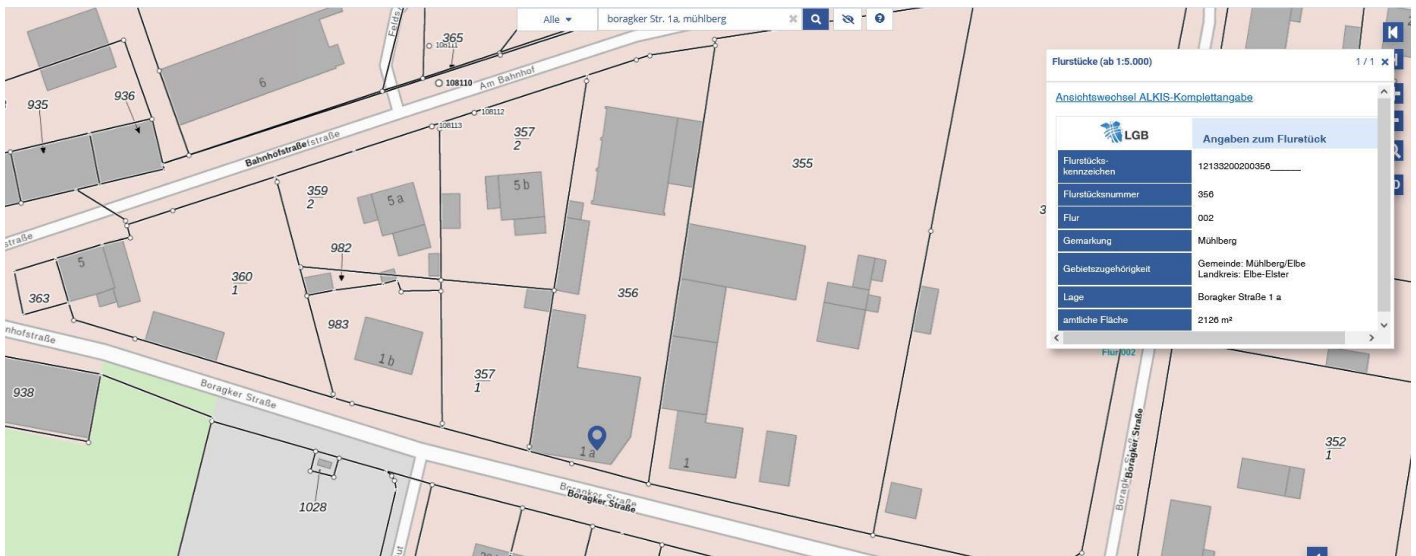 Alle
boragker Str. 1a, mühlberg
Flurstücke (ab 1:5.000)
1 / 1
Ansichtswechsel ALKIS-Komplettangabe
LGB
Angaben zum Flurstück
Flurstücks-
kennzeichen
12133200200356______
Flurstücksnummer
356
Flur
002
Gemarkung
Mühlberg
Gebietszugehörigkeit
Gemeinde: Mühlberg/Elbe
Landkreis: Elbe-Elster
Lage
Boragker Straße 1 a
amtliche Fläche
2126 m²
Flur 002
365
108111
108110
Am Bahnhof
6
935
936
108112
108113
Bahnhofstraße
357
2
355
359
2
5 a
5 b
982
5
360
1
363
356
983
1 b
357
1
Boragker Straße
938
1 a
1
Boragker Straße
1028
Boragker Straße
352
1